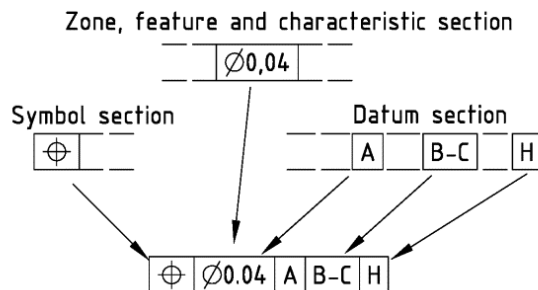 Zone, feature and characteristic section
⌀0,04
Symbol section
Datum section
⌖
A
B-C
H
⌖ ⌀0.04 A B-C H